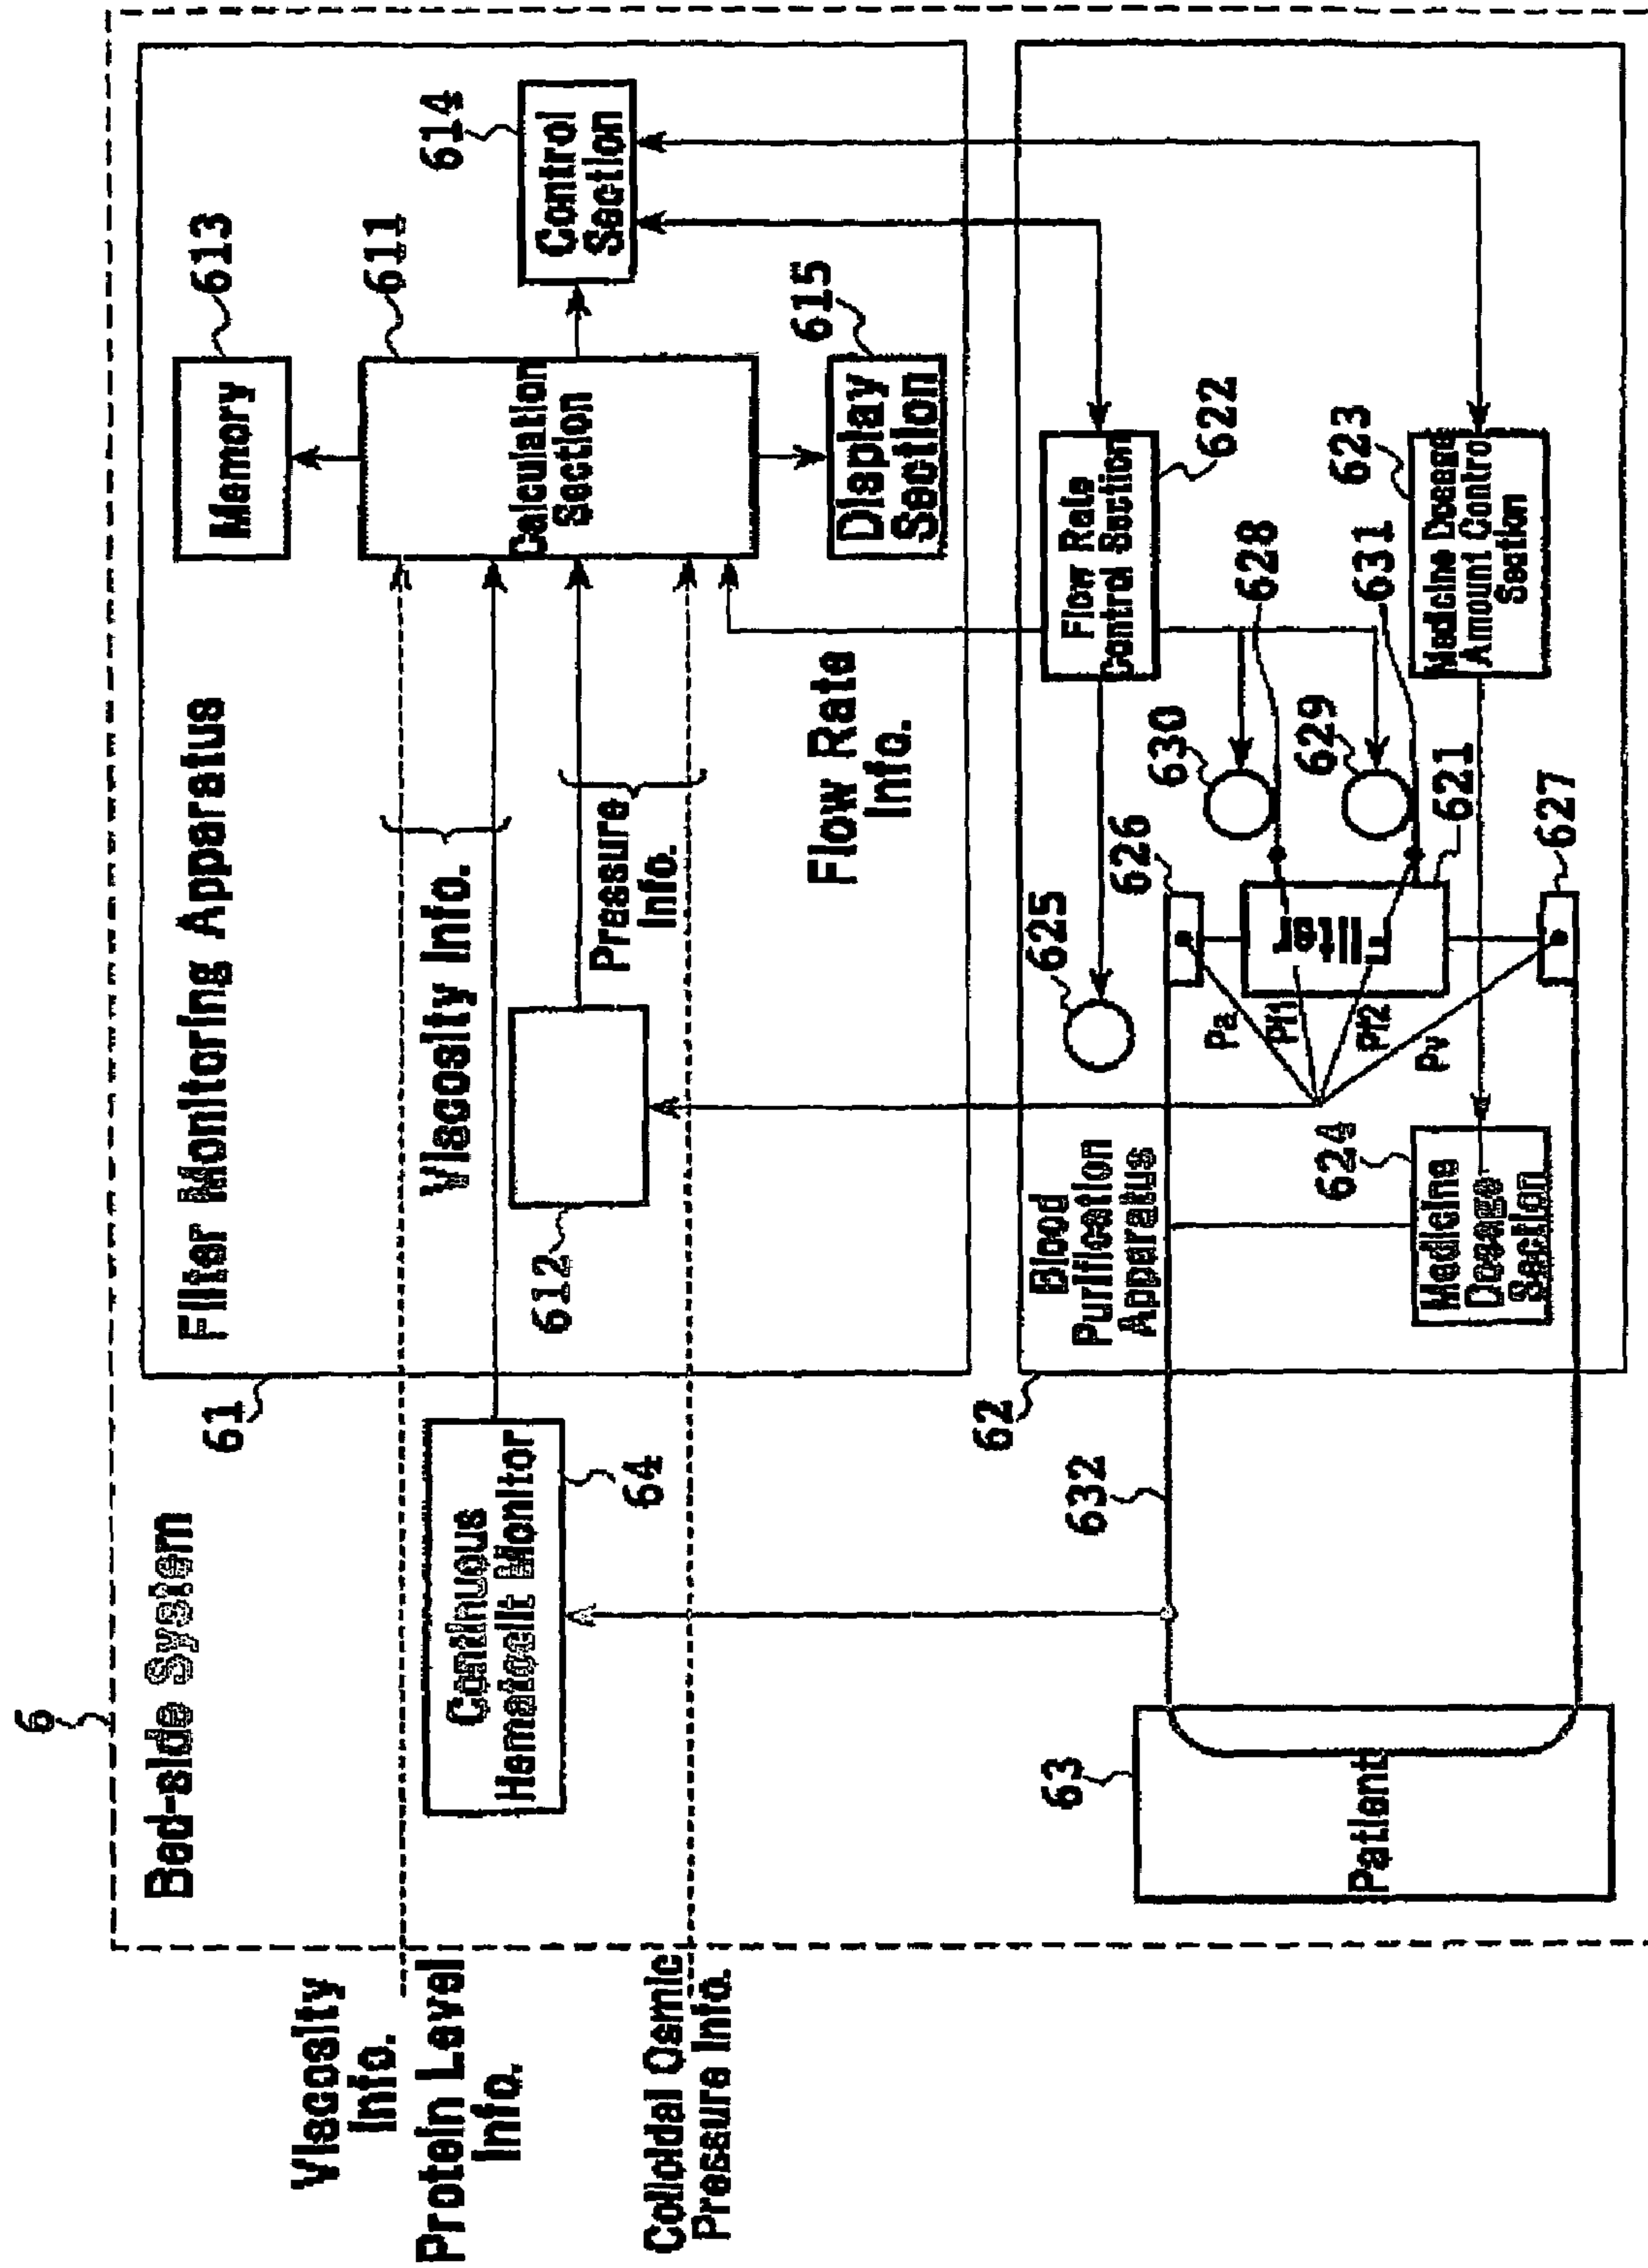 6
Bed-side System
Viscosity
Info.
Protein Level
Info.
Colloidal Osmic
Pressure Info.
61
Filter Monitoring Apparatus
Memory
613
Viscosity Info.
Calculation
Section
611
Control
Section
614
Continuous
Hematocit Monitor
64
612
Pressure
Info.
Display
Section
615
Flow Rate
Info.
62
Blood
Purification
Apparatus
632
63
Patient
625
Flow Rate
Control Section
622
626
630
628
629
631
621
Filter
627
Pa
Pf1
Pf2
Pv
624
Medicine
Dosage
Section
623
Medicine Dosage
Amount Control
Section